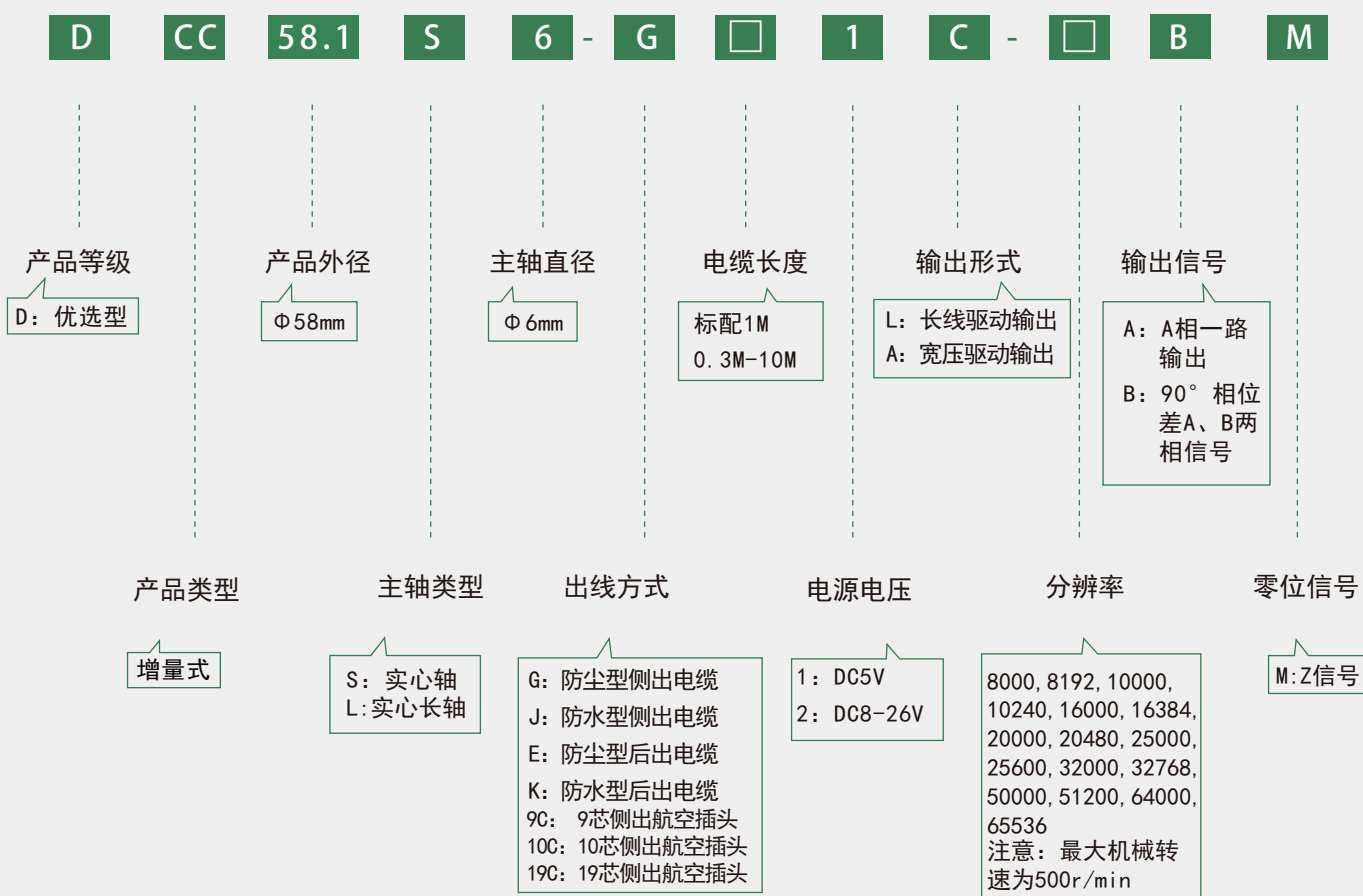 D CC 58.1 S 6 - G □ 1 C - □ B M
产品等级
D：优选型
产品外径
Φ58mm
主轴直径
Φ6mm
电缆长度
标配1M
0.3M-10M
输出形式
L：长线驱动输出
A：宽压驱动输出
输出信号
A：A相一路
输出
B：90°相位
差A、B两
相信号
产品类型
增量式
主轴类型
S：实心轴
L:实心长轴
出线方式
G：防尘型侧出电缆
J：防水型侧出电缆
E：防尘型后出电缆
K：防水型后出电缆
9C： 9芯侧出航空插头
10C：10芯侧出航空插头
19C：19芯侧出航空插头
电源电压
1：DC5V
2：DC8-26V
分辨率
8000,8192,10000,
10240,16000,16384,
20000,20480,25000,
25600,32000,32768,
50000,51200,64000,
65536
注意：最大机械转
速为500r/min
零位信号
M:Z信号